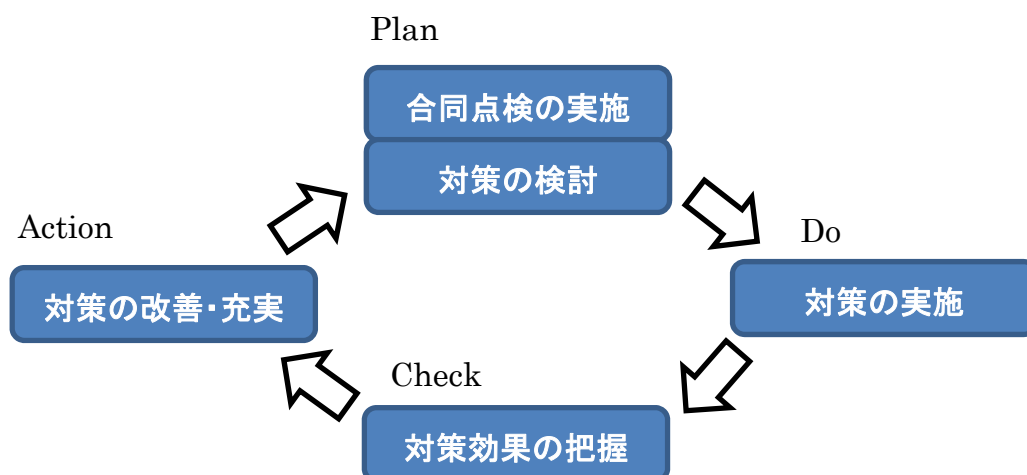 Plan
合同点検の実施
対策の検討
Do
対策の実施
Check
対策効果の把握
Action
対策の改善・充実